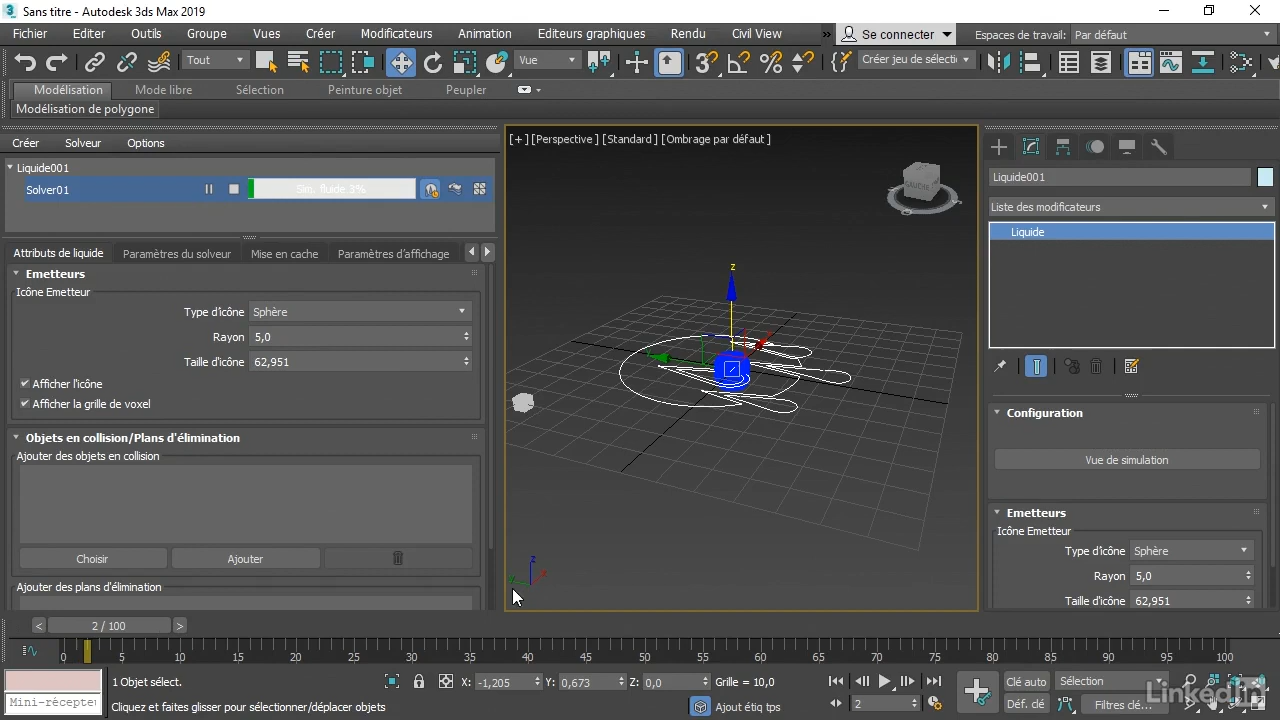 Sans titre - Autodesk 3ds Max 2019
Fichier Editer Outils Groupe Vues Créer Modificateurs Animation Editeurs graphiques Rendu Civil View » Se connecter Espaces de travail: Par défaut
Tout Vue Créer jeu de sélecti
Modélisation Mode libre Sélection Peinture objet Peupler
Modélisation de polygone
Créer Solveur Options
Liquide001
Solver01 Sim. fluide 3%
Attributs de liquide Paramètres du solveur Mise en cache Paramètres d'affichage
Emetteurs
Icône Emetteur
Type d'icône Sphère
Rayon 5,0
Taille d'icône 62,951
Afficher l'icône
Afficher la grille de voxel
Objets en collision/Plans d'élimination
Ajouter des objets en collision
Choisir Ajouter
Ajouter des plans d'élimination
[+] [Perspective] [Standard] [Ombrage par défaut]
GAUCHE
z
z
y x
Liquide001
Liste des modificateurs
Liquide
Configuration
Vue de simulation
Emetteurs
Icône Emetteur
Type d'icône Sphère
Rayon 5,0
Taille d'icône 62,951
< 2 / 100 >
0 5 10 15 20 25 30 35 40 45 50 55 60 65 70 75 80 85 90 95 100
1 Objet sélect. X: -1,205 Y: 0,673 Z: 0,0 Grille = 10,0 Clé auto Sélection
Mini-récepteu Cliquez et faites glisser pour sélectionner/déplacer objets Ajout étiq tps 2 Déf. clé Filtres clé...
LinkedIn